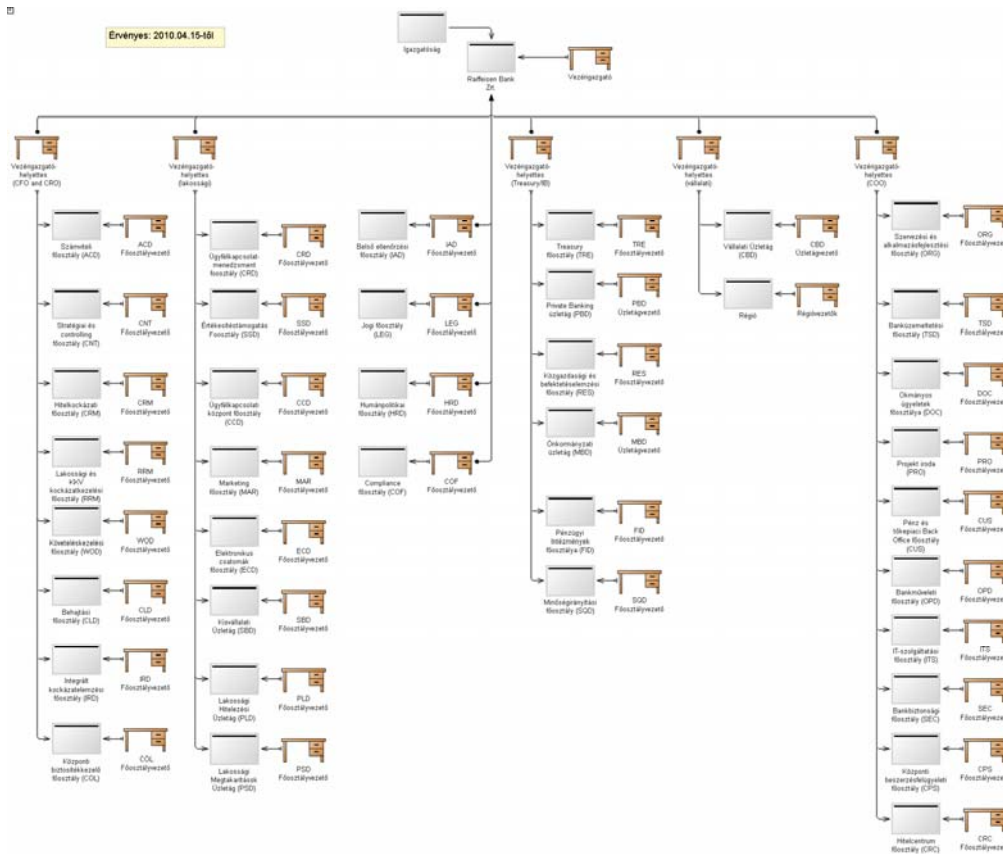 Érvényes: 2010.04.15-től
Igazgatóság
Raiffeisen Bank
Zrt.
Vezérigazgató
Vezérigazgató-
helyettes
(CFO and CRO)
Vezérigazgató-
helyettes
(lakossági)
Vezérigazgató-
helyettes
(Treasury/IB)
Vezérigazgató-
helyettes
(vállalati)
Vezérigazgató-
helyettes
(COO)
Számviteli
főosztály (ACD)
ACD
Főosztályvezető
Stratégiai és
controlling
főosztály (CNT)
CNT
Főosztályvezető
Hitelkockázati
főosztály (CRM)
CRM
Főosztályvezető
Lakossági és
kkV
kockázatkezelési
főosztály (RRM)
RRM
Főosztályvezető
Követeléskezelési
főosztály (WOD)
WOD
Főosztályvezető
Behajtási
főosztály (CLD)
CLD
Főosztályvezető
Integrált
kockázatelemzési
főosztály (IRD)
IRD
Főosztályvezető
Központi
biztosítékkezelő
főosztály (COL)
COL
Főosztályvezető
Ügyfélkapcsolat-
menedzsment
főosztály (CRD)
CRD
Főosztályvezető
Értékesítéstámogatás
Főosztály (SSD)
SSD
Főosztályvezető
Ügyfélkapcsolati
központ főosztály
(CCD)
CCD
Főosztályvezető
Marketing
főosztály (MAR)
MAR
Főosztályvezető
Elektronikus
csatornák
főosztály (ECD)
ECD
Főosztályvezető
Kisvállalati
Üzletág (SBD)
SBD
Főosztályvezető
Lakossági
Hitelezési
Üzletág (PLD)
PLD
Főosztályvezető
Lakossági
Megtakarítások
Üzletág (PSD)
PSD
Főosztályvezető
Belső ellenőrzési
főosztály (IAD)
IAD
Főosztályvezető
Jogi főosztály
(LEG)
LEG
Főosztályvezető
Humánpolitikai
főosztály (HRD)
HRD
Főosztályvezető
Compliance
főosztály (COF)
COF
Főosztályvezető
Treasury
főosztály (TRE)
TRE
Főosztályvezető
Private Banking
üzletág (PBD)
PBD
Üzletágvezető
Közgazdasági és
befektetéselemzési
főosztály (RES)
RES
Főosztályvezető
Önkormányzati
üzletág (MBD)
MBD
Üzletágvezető
Pénzügyi
Intézmények
főosztálya (FID)
FID
Főosztályvezető
Minőségirányítási
főosztály (SQD)
SQD
Főosztályvezető
Vállalati Üzletág
(CBD)
CBD
Üzletágvezető
Régió
Régióvezetők
Szervezési és
alkalmazásfejlesztési
főosztály (ORG)
ORG
Főosztályveze
Banküzemeltetési
főosztály (TSD)
TSD
Főosztályveze
Okmányos
ügyletek
főosztálya (DOC)
DOC
Főosztályveze
Projekt iroda
(PRO)
PRO
Főosztályveze
Pénz és
tőkepiaci Back
Office főosztály
(CUS)
CUS
Főosztályveze
Bankműveleti
főosztály (OPD)
OPD
Főosztályveze
IT-szolgáltatási
főosztály (ITS)
ITS
Főosztályveze
Bankbiztonsági
főosztály (SEC)
SEC
Főosztályveze
Központi
beszerzésfelügyeleti
főosztály (CPS)
CPS
Főosztályveze
Hitelcentrum
főosztály (CRC)
CRC
Főosztályveze